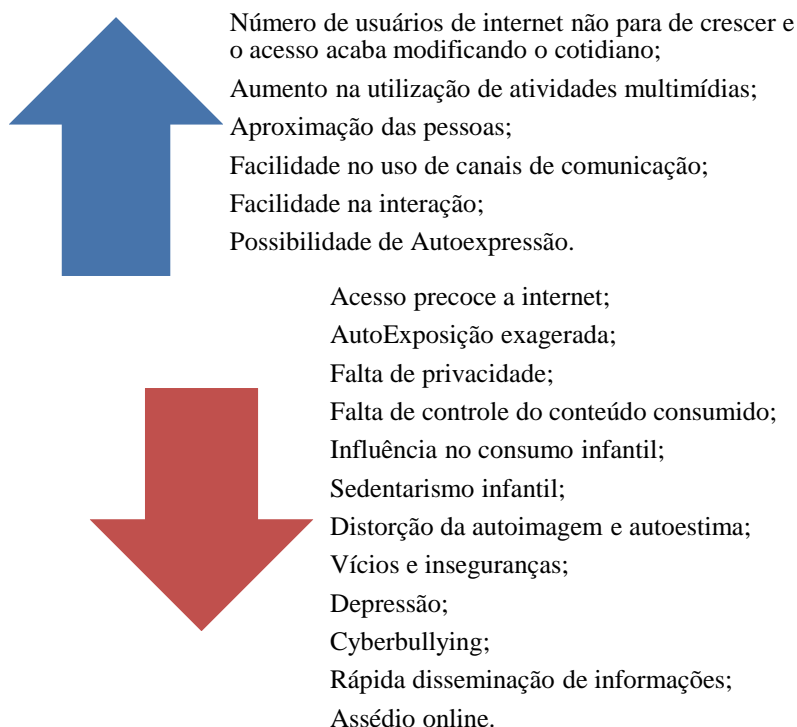 Número de usuários de internet não para de crescer e
o acesso acaba modificando o cotidiano;
Aumento na utilização de atividades multimídias;
Aproximação das pessoas;
Facilidade no uso de canais de comunicação;
Facilidade na interação;
Possibilidade de Autoexpressão.
Acesso precoce a internet;
AutoExposição exagerada;
Falta de privacidade;
Falta de controle do conteúdo consumido;
Influência no consumo infantil;
Sedentarismo infantil;
Distorção da autoimagem e autoestima;
Vícios e inseguranças;
Depressão;
Cyberbullying;
Rápida disseminação de informações;
Assédio online.